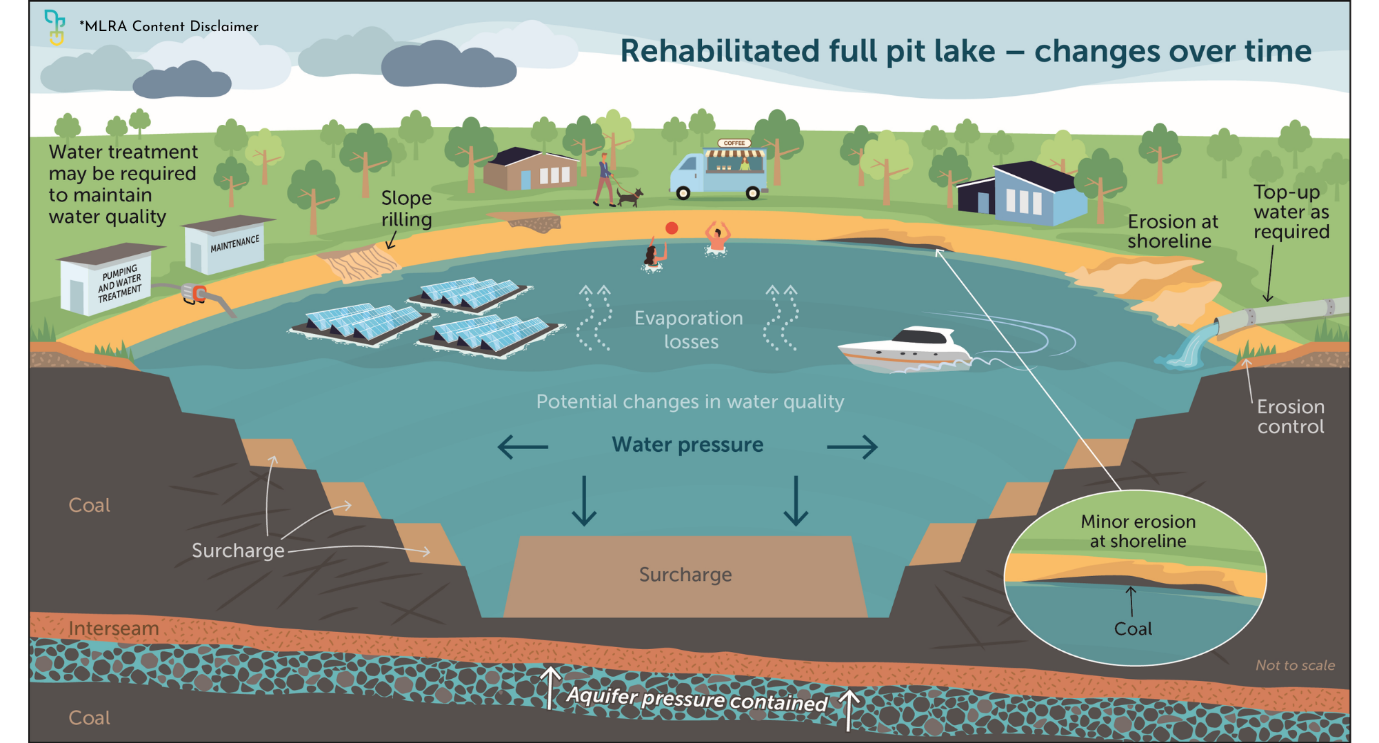 *MLRA Content Disclaimer
Rehabilitated full pit lake – changes over time
Water treatment
may be required
to maintain
water quality
Slope
rilling
COFFEE
Erosion at
shoreline
Top-up
water as
required
MAINTENANCE
PUMPING
AND WATER
TREATMENT
Evaporation
losses
Potential changes in water quality
Water pressure
Erosion
control
Coal
Surcharge
Surcharge
Minor erosion
at shoreline
Coal
Interseam
Not to scale
Aquifer pressure contained
Coal